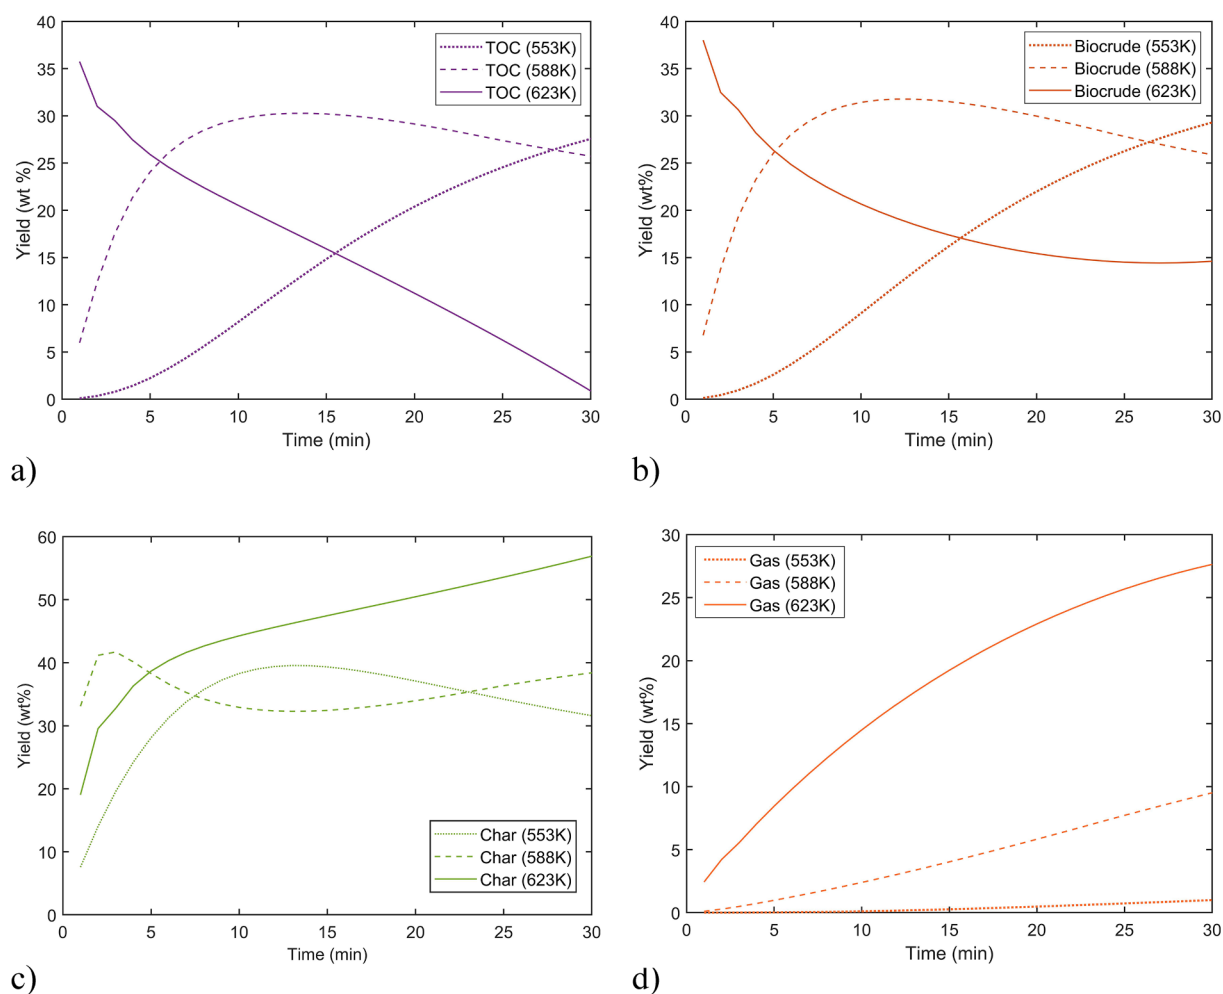 40
35
30
25
20
15
10
5
0
Yield (wt %)
TOC (553K)
TOC (588K)
TOC (623K)
0 5 10 15 20 25 30
Time (min)
a)
40
35
30
25
20
15
10
5
0
Yield (wt%)
Biocrude (553K)
Biocrude (588K)
Biocrude (623K)
0 5 10 15 20 25 30
Time (min)
b)
60
50
40
30
20
10
0
Yield (wt%)
Char (553K)
Char (588K)
Char (623K)
0 5 10 15 20 25 30
Time (min)
c)
30
25
20
15
10
5
0
Yield (wt%)
Gas (553K)
Gas (588K)
Gas (623K)
0 5 10 15 20 25 30
Time (min)
d)